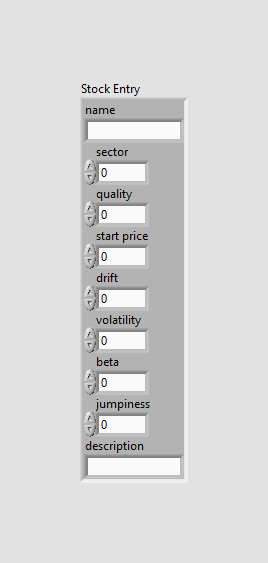 Stock Entry
name
sector
0
quality
0
start price
0
drift
0
volatility
0
beta
0
jumpiness
0
description